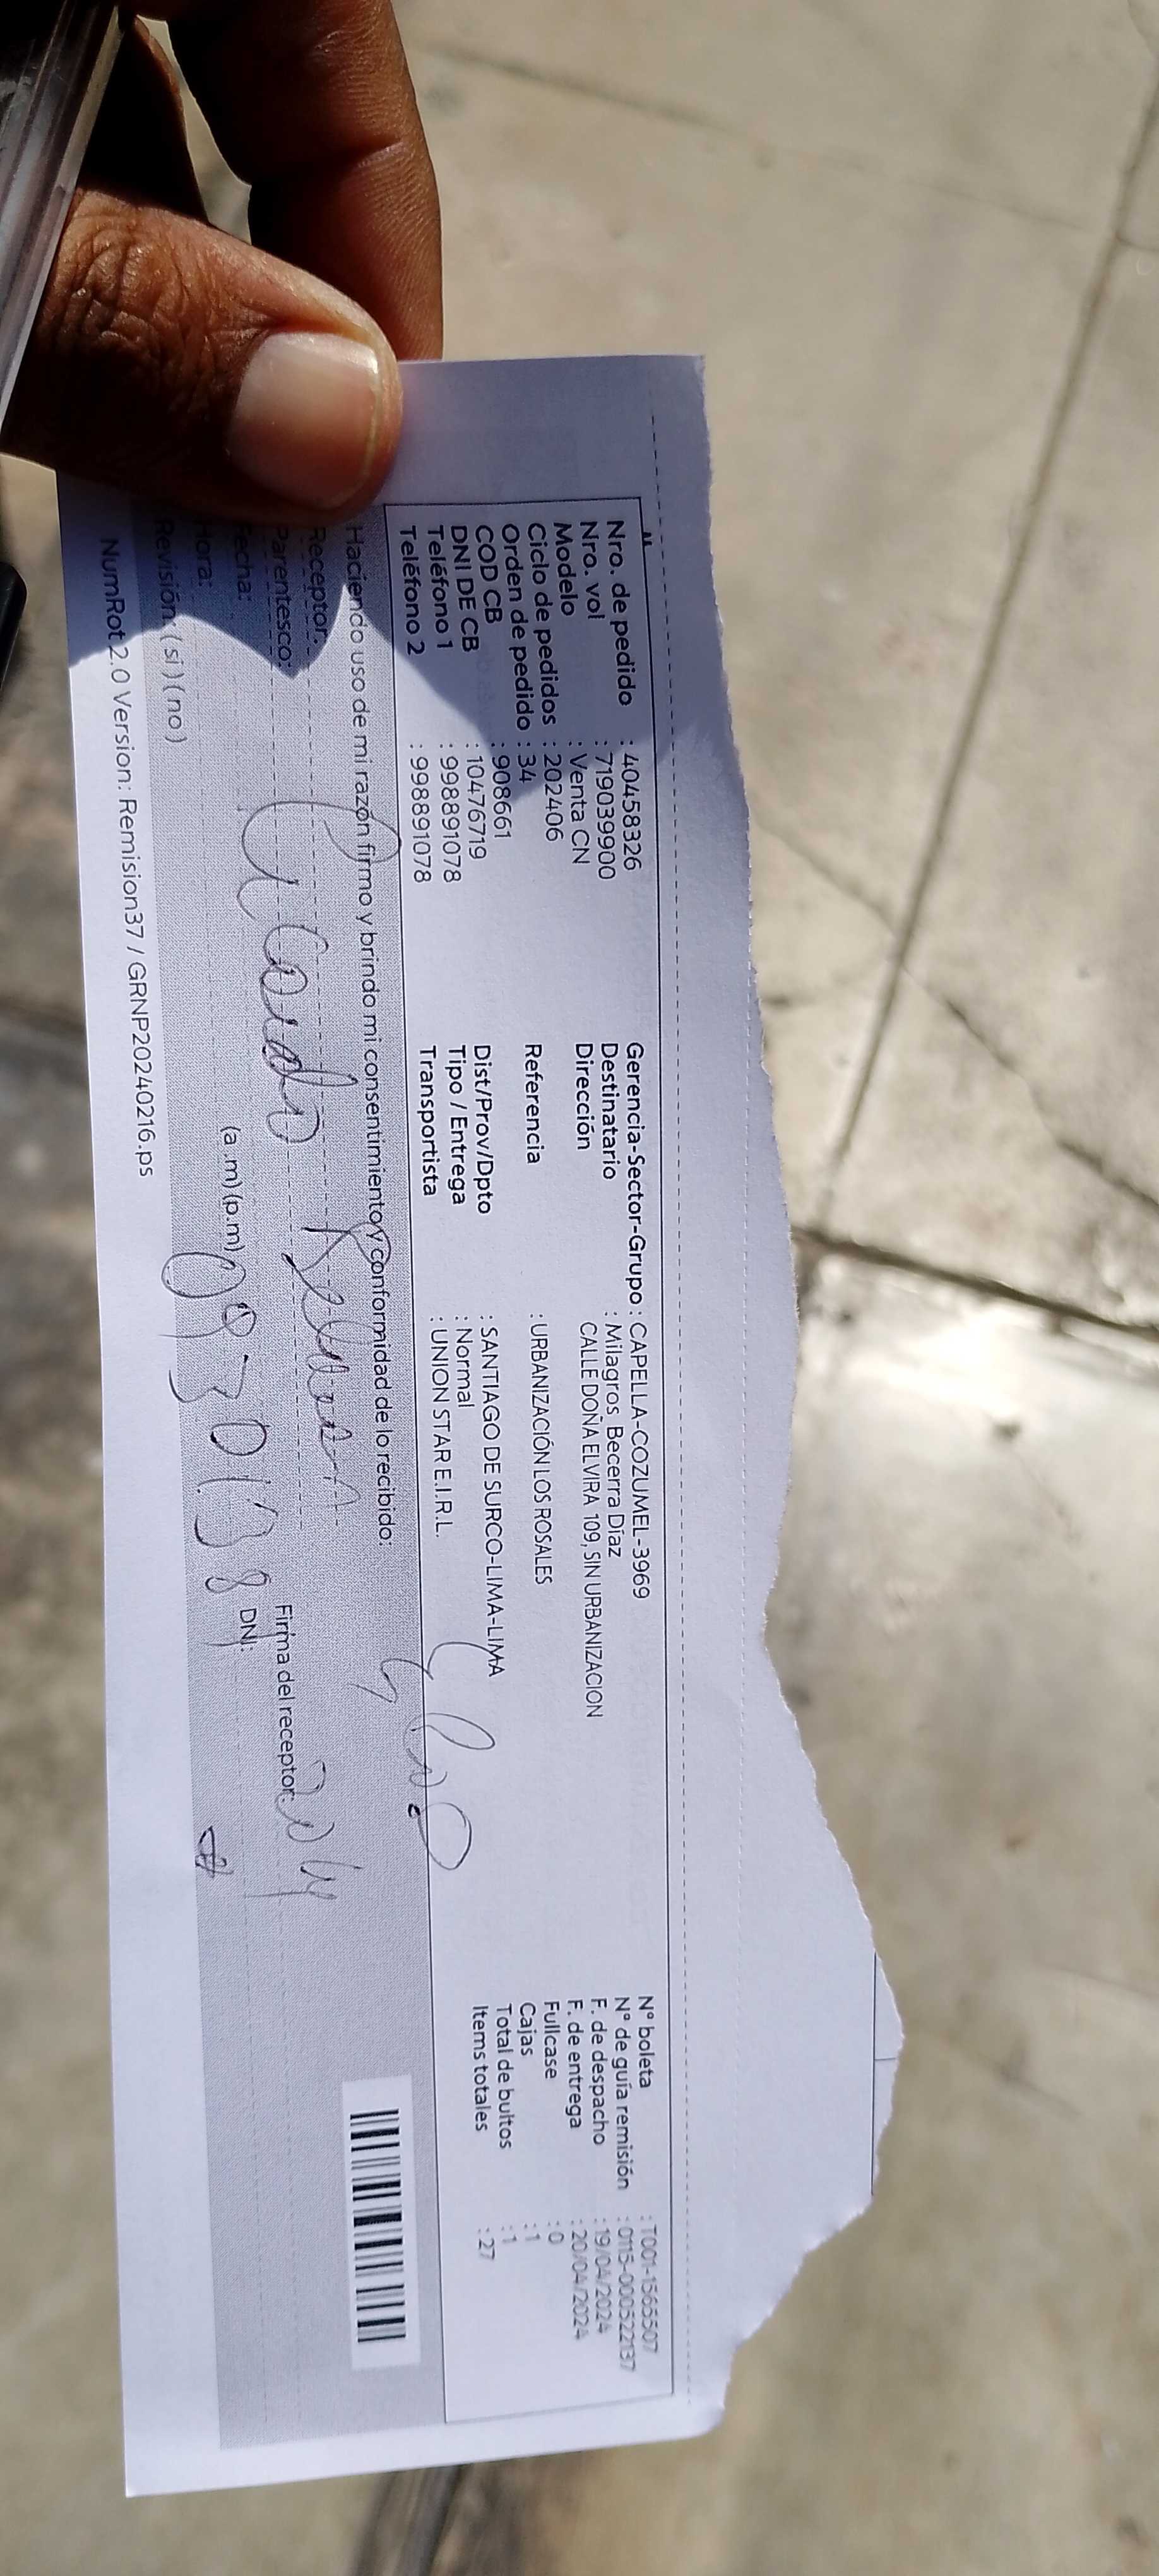 Nro. de pedido : 40458326
Nro. vol : 719039900
Modelo : Venta CN
Ciclo de pedidos : 202406
Orden de pedido : 34
COD CB : 908661
DNI DE CB : 10476719
Teléfono 1 : 998891078
Teléfono 2 : 998891078
Gerencia-Sector-Grupo : CAPELLA-COZUMEL-3969
Destinatario : Milagros Becerra Díaz
Dirección : CALLE DOÑA ELVIRA 109, SIN URBANIZACION
Referencia : URBANIZACIÓN LOS ROSALES
Dist/Prov/Dpto : SANTIAGO DE SURCO-LIMA-LIMA
Tipo / Entrega : Normal
Transportista : UNION STAR E.I.R.L.
N° boleta : T001-1565507
N° de guía remisión : 0115-000522137
F. de despacho : 19/04/2024
F. de entrega : 20/04/2024
Fullcase : 0
Cajas : 1
Total de bultos : 1
Items totales : 27
Haciendo uso de mi razón firmo y brindo mi consentimiento y conformidad de lo recibido:
Receptor:
Parentesco:
Fecha:
Hora: (a.m) (p.m)
Revisión: (si) (no)
Firma del receptor:
DNI:
NumRot 2.0 Version: Remision37 / GRNP20240216.ps